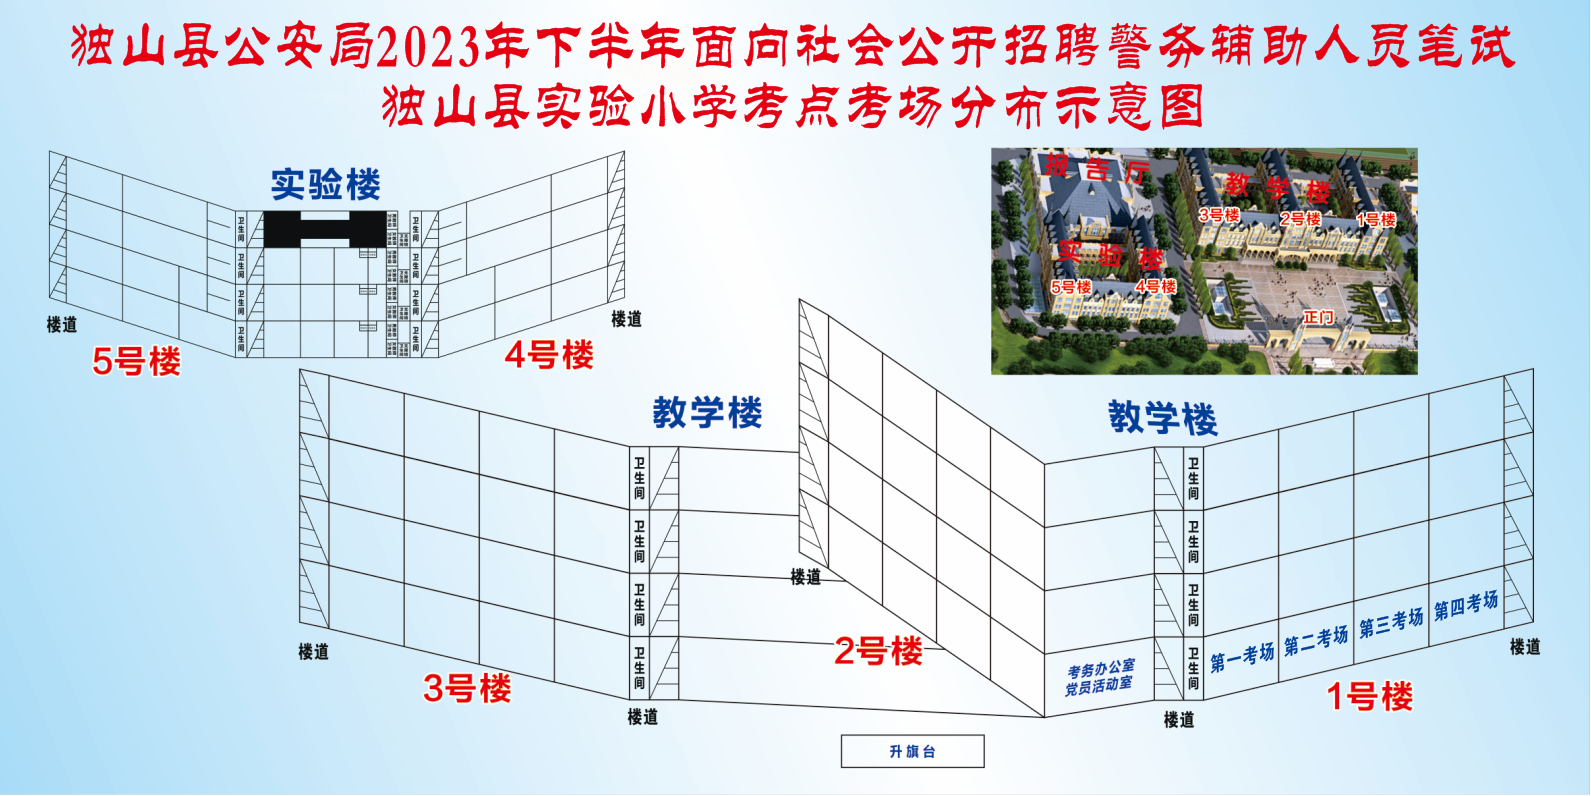 独山县公安局2023年下半年面向社会公开招聘警务辅助人员笔试
独山县实验小学考点考场分布示意图
实验楼
卫生间
卫生间
卫生间
卫生间
卫生间
卫生间
卫生间
卫生间
楼道
5号楼
4号楼
楼道
报告厅
教学楼
3号楼
2号楼
1号楼
实验楼
5号楼
4号楼
正门
教学楼
教学楼
卫生间
卫生间
卫生间
卫生间
卫生间
卫生间
卫生间
卫生间
楼道
楼道
3号楼
楼道
2号楼
考务办公室
党员活动室
第一考场
第二考场
第三考场
第四考场
楼道
1号楼
楼道
升旗台